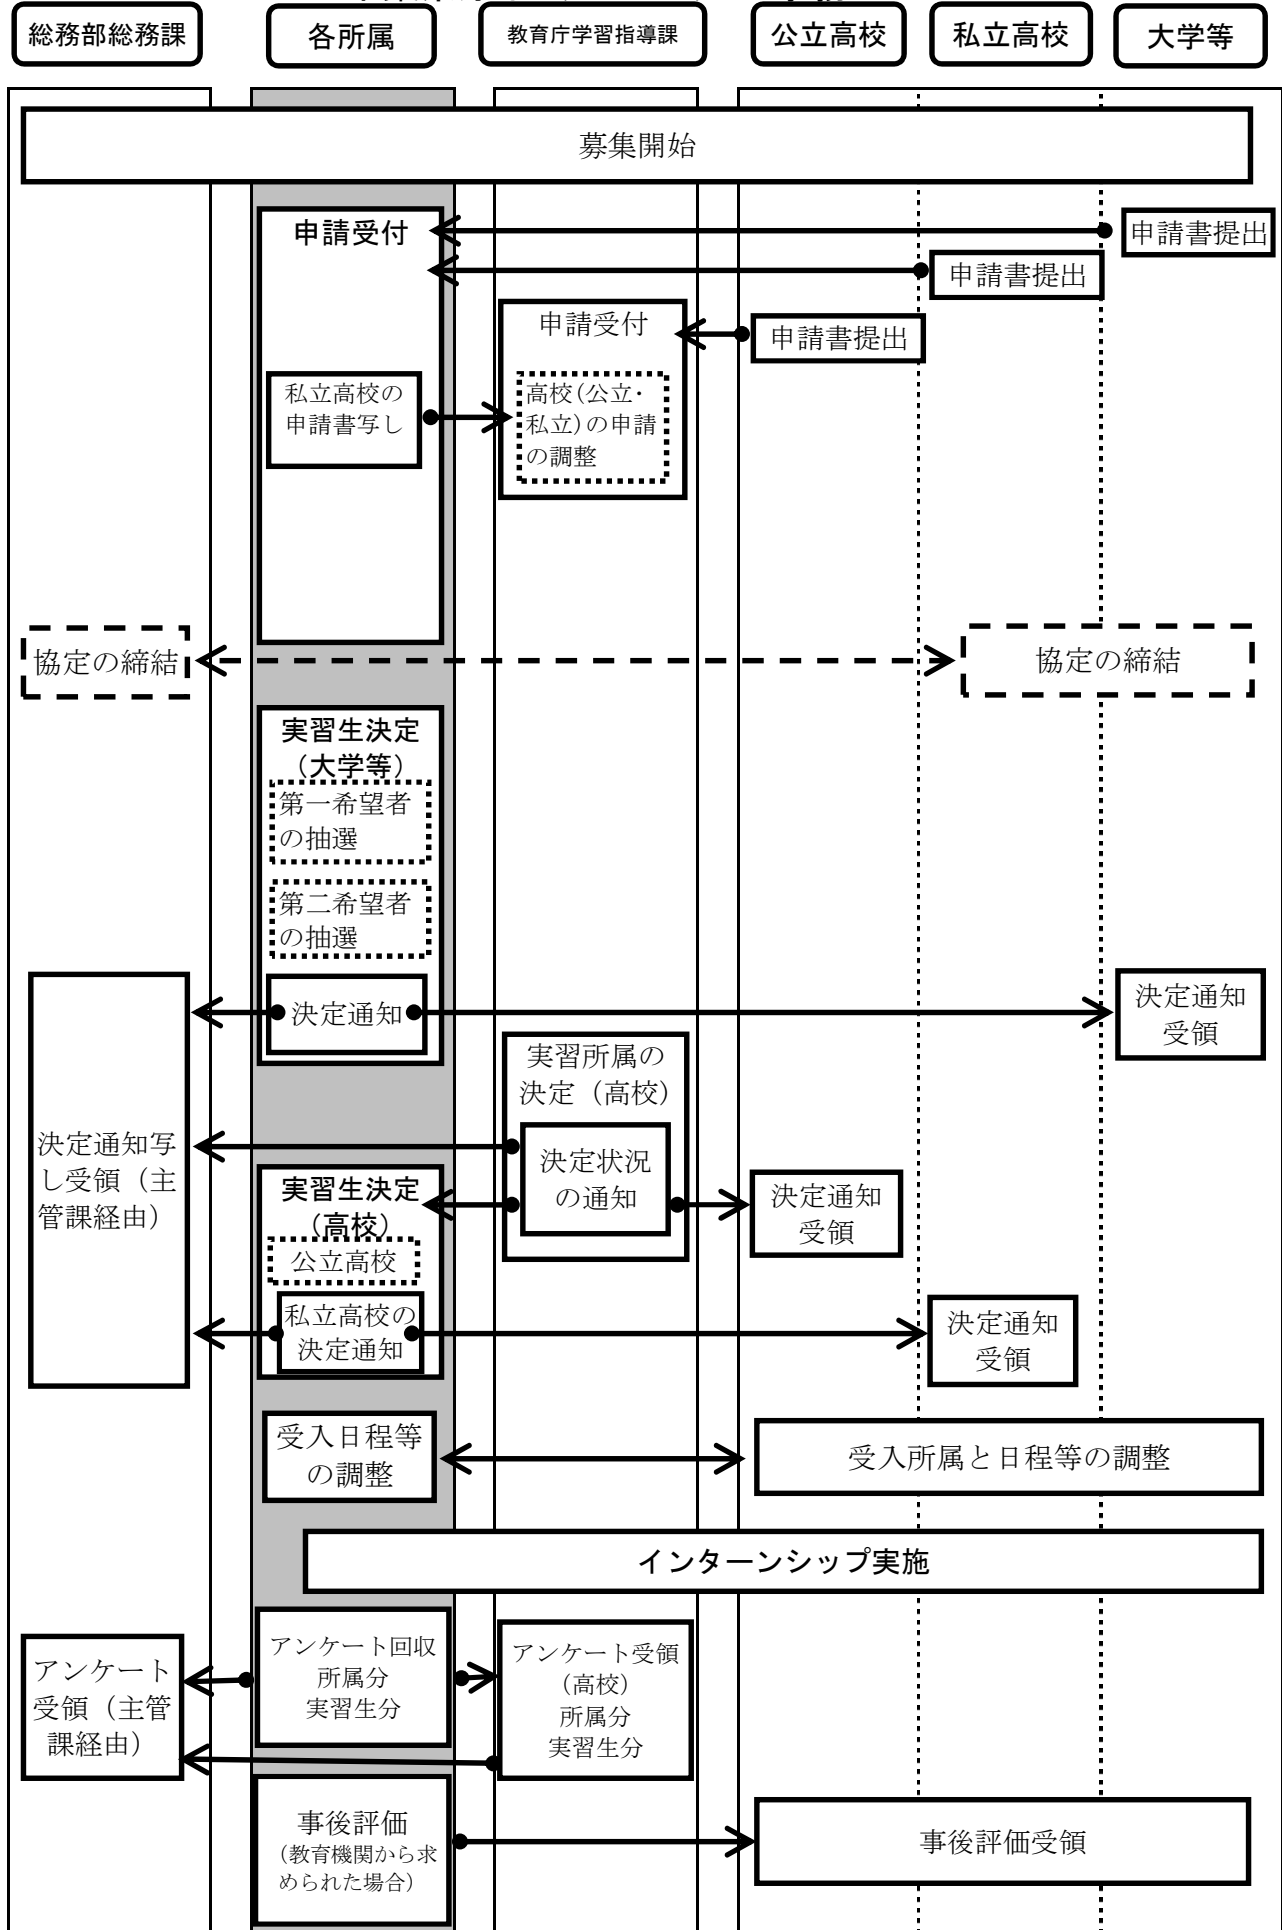 総務部総務課
各所属
教育庁学習指導課
公立高校
私立高校
大学等
募集開始
申請受付
申請書提出
申請書提出
申請受付
申請書提出
私立高校の
申請書写し
高校(公立・
私立)の申請
の調整
協定の締結
協定の締結
実習生決定
（大学等）
第一希望者
の抽選
第二希望者
の抽選
決定通知
決定通知
受領
実習所属の
決定（高校）
決定状況
の通知
決定通知写
し受領（主
管課経由）
実習生決定
（高校）
公立高校
決定通知
受領
私立高校の
決定通知
決定通知
受領
受入日程等
の調整
受入所属と日程等の調整
インターンシップ実施
アンケート
受領（主管
課経由）
アンケート回収
所属分
実習生分
アンケート受領
（高校）
所属分
実習生分
事後評価
（教育機関から求
められた場合）
事後評価受領